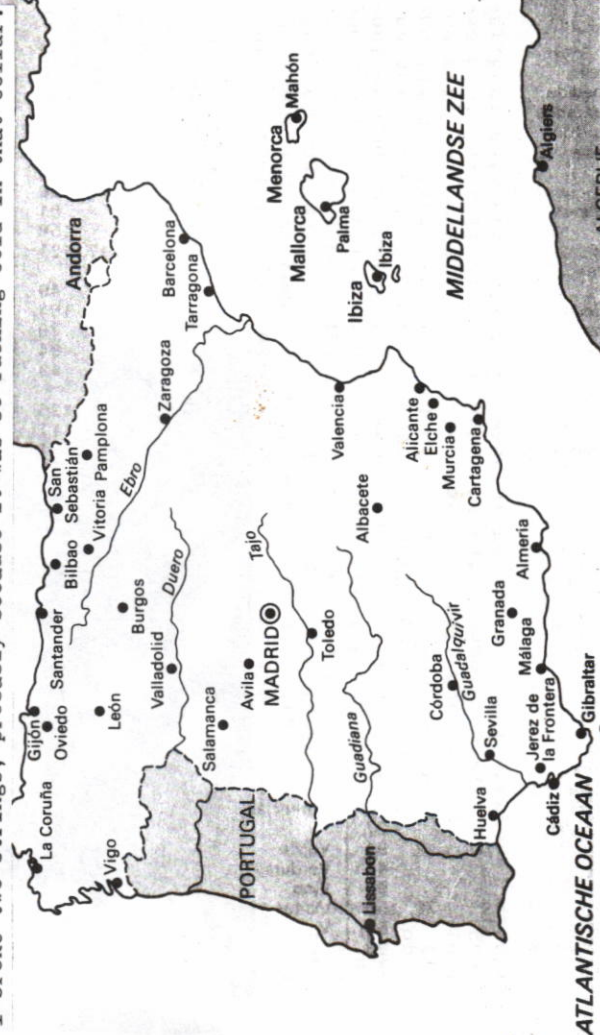 La Coruña
Gijón
Oviedo
Santander
Bilbao
San
Sebastián
Vitoria
Pamplona
Andorra
Vigo
León
Burgos
Ebro
Zaragoza
Barcelona
Tarragona
Valladolid
Duero
Salamanca
PORTUGAL
Avila
MADRID
Tajo
Toledo
Menorca
Mahón
Mallorca
Palma
Ibiza
Ibiza
Valencia
Lissabon
Guadiana
Albacete
Alicante
Elche
Murcia
Cartagena
MIDDELLANDSE ZEE
Córdoba
Guadalquivir
Huelva
Sevilla
Granada
Almeria
Málaga
Jerez de
la Frontera
Cádiz
Gibraltar
Algiers
ATLANTISCHE OCEAAN